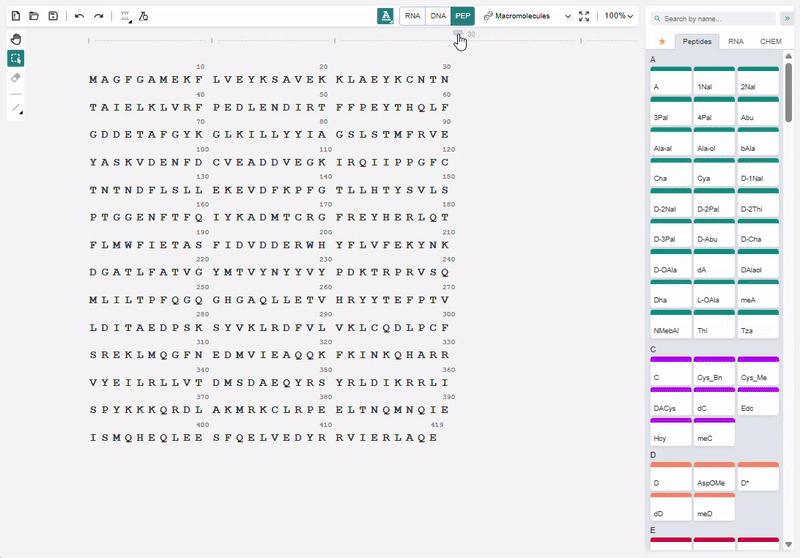 RNA DNA PEP Macromolecules 100%
Search by name...
30
Peptides RNA CHEM
10 20 30
MAGFGAMEKF LVEYKSAVEK KLAEYKCNTN
40 50 60
TAIELKLVRF PEDLENDIRT FFPEYTHQLF
70 80 90
GDDETAFGYK GLKILLYYIA GSLSTMFRVE
100 110 120
YASKVDENFD CVEADDVEGK IRQIIPPGFC
130 140 150
TNTNDFLSLL EKEVDFKPFG TLLHTYSVLS
160 170 180
PTGGENFTFQ IYKADMTCRG FREYHERLQT
190 200 210
FLMWFIETAS FIDVDDERWH YFLVFEKYNK
220 230 240
DGATLFATVG YMTVYNYYVY PDKTRPRVSQ
250 260 270
MLILTPFQGQ GHGAQLLETV HRYYTEFPTV
280 290 300
LDITAEDPSK SYVKLRDFVL VKLCQDLPCF
310 320 330
SREKLMQGFN EDMVIEAQQK FKINKQHARR
340 350 360
VYEILRLLVT DMSDAEQYRS YRLDIKRRLI
370 380 390
SPYKKKQRDL AKMRKCLRPE ELTNQMNQIE
400 410 419
ISMQHEQLEE SFQELVEDYR RVIERLAQE
A
A 1Nal 2Nal
3Pal 4Pal Abu
Ala-al Ala-ol bAla
Cha Cya D-1Nal
D-2Nal D-2Pal D-2Thi
D-3Pal D-Abu D-Cha
D-OAla dA DAlaol
Dha L-OAla meA
NMebAl Thi Tza
C
C Cys_Bn Cys_Me
DACys dC Edc
Hcy meC
D
D AspOMe D*
dD meD
E